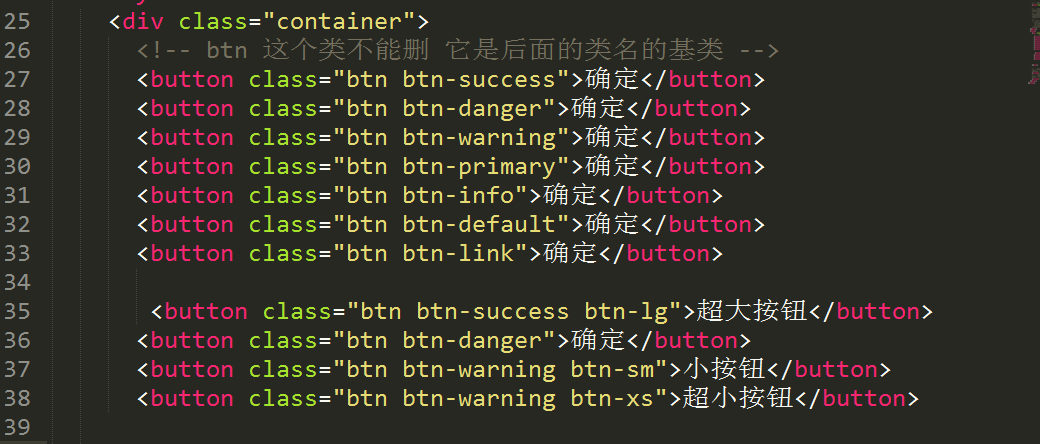 25 <div class="container">
26 <!-- btn 这个类不能删 它是后面的类名的基类 -->
27 <button class="btn btn-success">确定</button>
28 <button class="btn btn-danger">确定</button>
29 <button class="btn btn-warning">确定</button>
30 <button class="btn btn-primary">确定</button>
31 <button class="btn btn-info">确定</button>
32 <button class="btn btn-default">确定</button>
33 <button class="btn btn-link">确定</button>
34
35 <button class="btn btn-success btn-lg">超大按钮</button>
36 <button class="btn btn-danger">确定</button>
37 <button class="btn btn-warning btn-sm">小按钮</button>
38 <button class="btn btn-warning btn-xs">超小按钮</button>
39